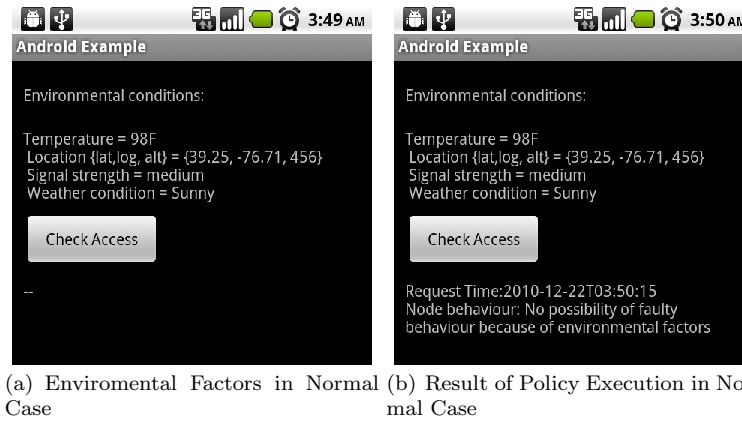 3G
3:49 AM
Android Example
Environmental conditions:
Temperature = 98F
Location {lat,log, alt} = {39.25, -76.71, 456}
Signal strength = medium
Weather condition = Sunny
Check Access
--
(a) Enviromental Factors in Normal
Case
3G
3:50 AM
Android Example
Environmental conditions:
Temperature = 98F
Location {lat,log, alt} = {39.25, -76.71, 456}
Signal strength = medium
Weather condition = Sunny
Check Access
Request Time:2010-12-22T03:50:15
Node behaviour: No possibility of faulty
behaviour because of environmental factors
(b) Result of Policy Execution in No
mal Case